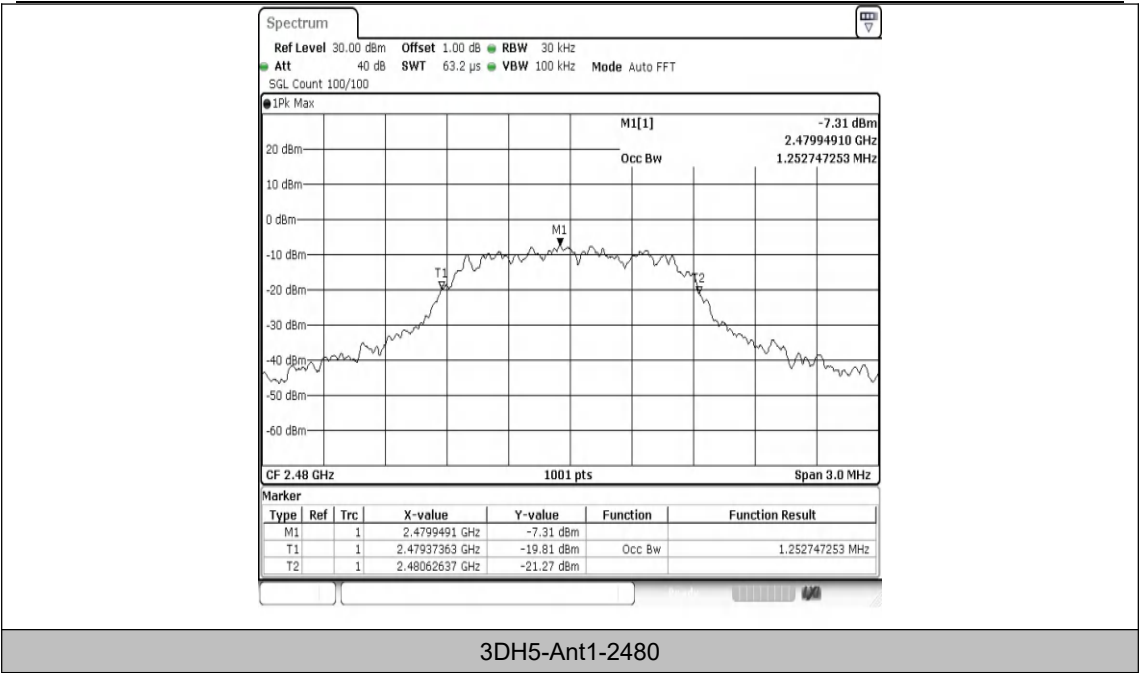 Spectrum
Ref Level 30.00 dBm Offset 1.00 dB RBW 30 kHz
Att 40 dB SWT 63.2 µs VBW 100 kHz Mode Auto FFT
SGL Count 100/100
1Pk Max
M1[1] -7.31 dBm
2.47994910 GHz
20 dBm
Occ Bw 1.252747253 MHz
10 dBm
0 dBm
M1
-10 dBm
T1
T2
-20 dBm
-30 dBm
-40 dBm
-50 dBm
-60 dBm
CF 2.48 GHz 1001 pts Span 3.0 MHz
Marker
Type Ref Trc X-value Y-value Function Function Result
M1 1 2.4799491 GHz -7.31 dBm
T1 1 2.47937363 GHz -19.81 dBm Occ Bw 1.252747253 MHz
T2 1 2.48062637 GHz -21.27 dBm
3DH5-Ant1-2480